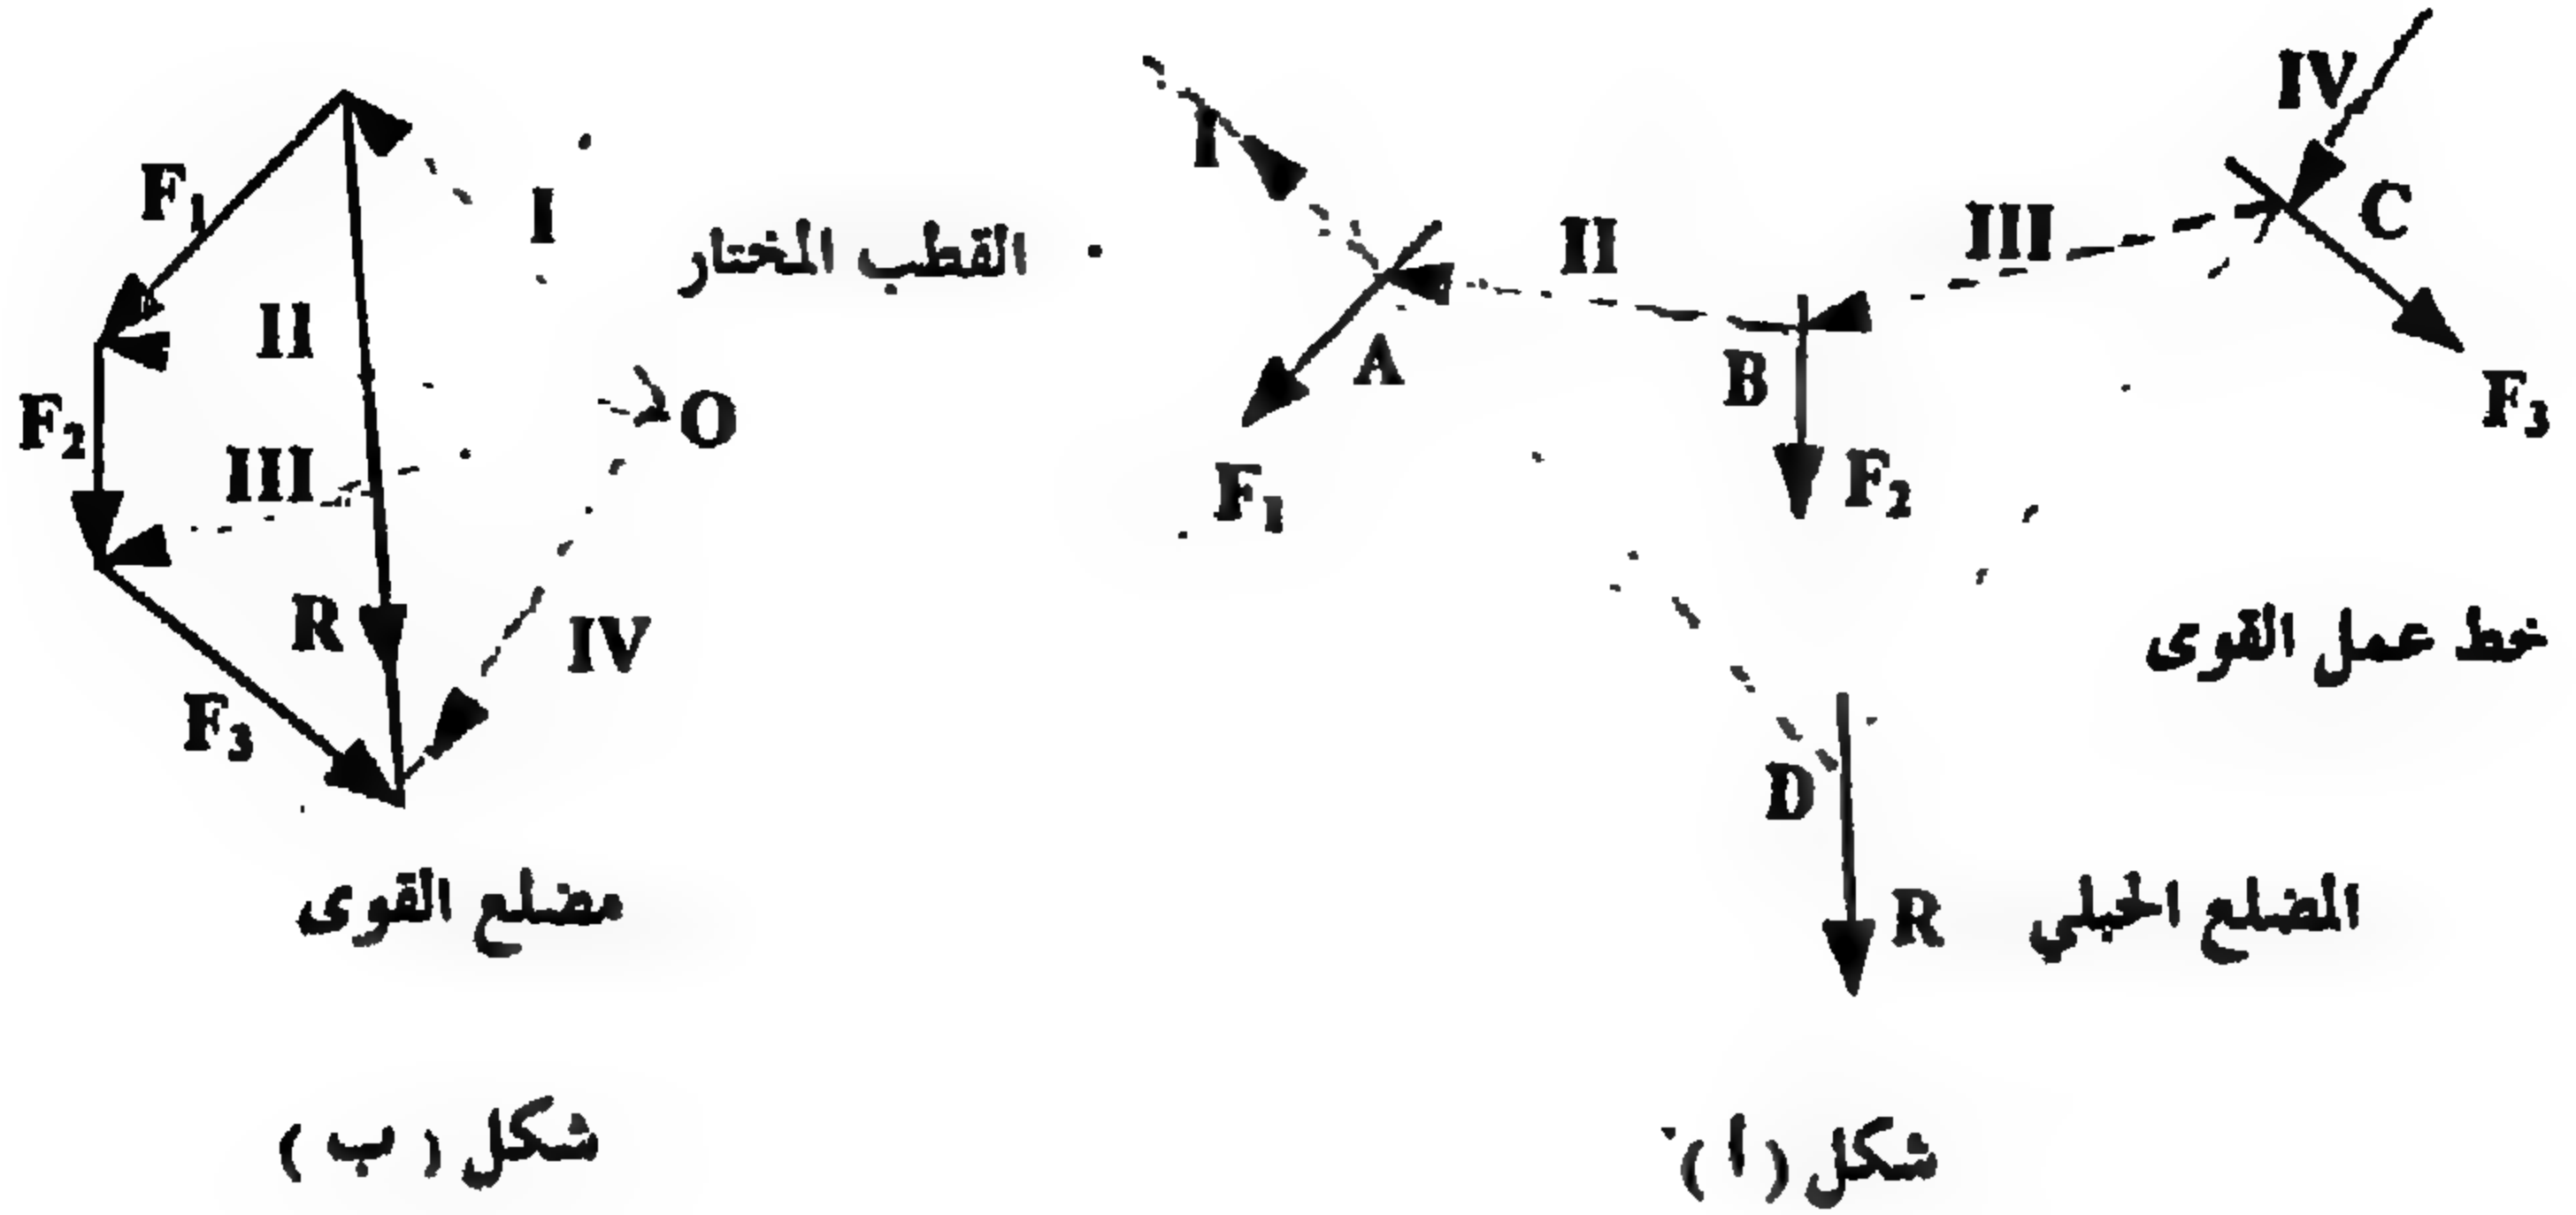 F₁
I
II
F₂
III
O
R
IV
F₃
القطب المختار
مضلع القوى
شكل ( ب )
I
II
III
IV
A
B
C
F₁
F₂
F₃
خط عمل القوى
D
R
المضلع الحبلي
شكل ( أ )